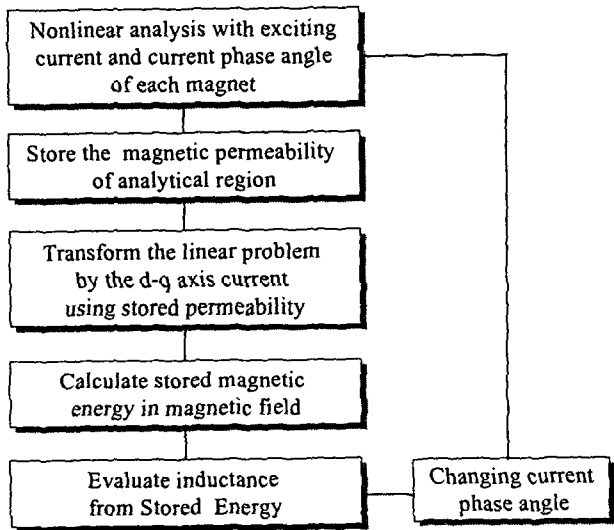 Nonlinear analysis with exciting
current and current phase angle
of each magnet
Store the magnetic permeability
of analytical region
Transform the linear problem
by the d-q axis current
using stored permeability
Calculate stored magnetic
energy in magnetic field
Evaluate inductance
from Stored Energy
Changing current
phase angle